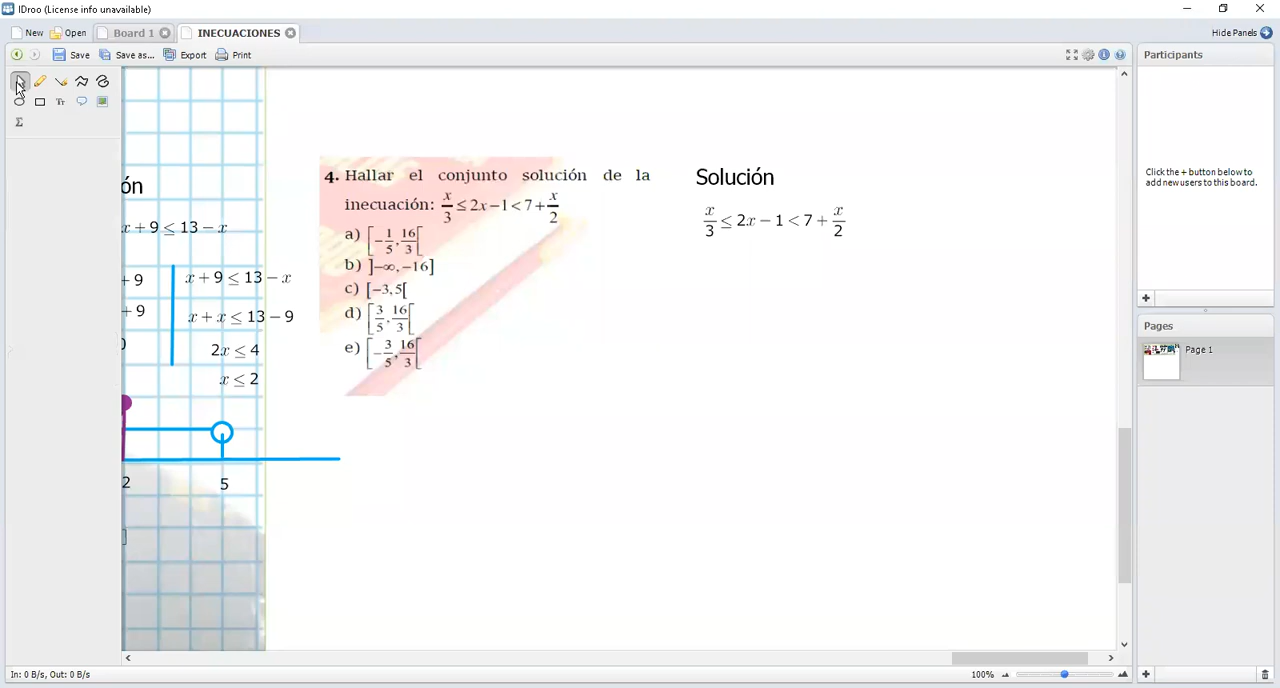 IDroo (License info unavailable)
New Open Board 1 INECUACIONES Hide Panels
Save Save as... Export Print
Participants
Click the + button below to
add new users to this board.
Pages
Page 1
Tr
Σ
ón
x + 9 ≤ 13 − x
+ 9
+ 9
0
x + 9 ≤ 13 − x
x + x ≤ 13 − 9
2x ≤ 4
x ≤ 2
2 5
]
4. Hallar el conjunto solución de la
inecuación: x/3 ≤ 2x − 1 < 7 + x/2
a) [−1/5, 16/3[
b) ]−∞, −16]
c) [−3, 5[
d) [3/5, 16/3[
e) [−3/5, 16/3[
Solución
x/3 ≤ 2x − 1 < 7 + x/2
In: 0 B/s, Out: 0 B/s 100%